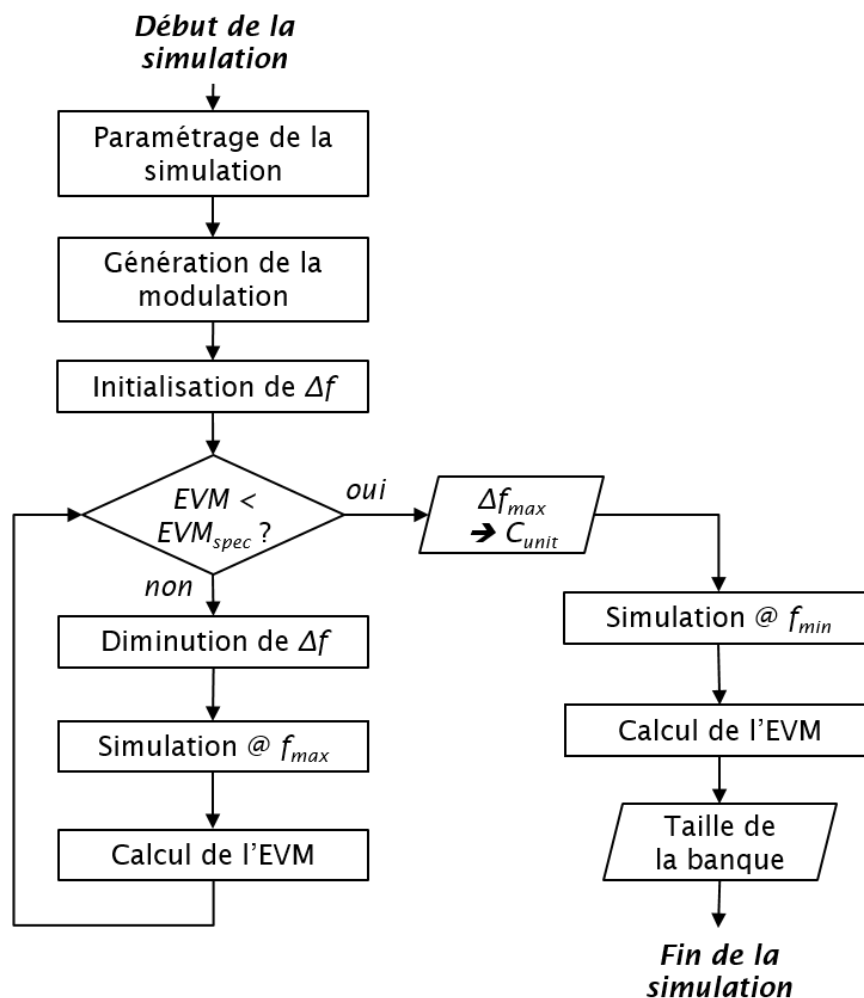 Début de la
simulation
Paramétrage de la
simulation
Génération de la
modulation
Initialisation de Δf
EVM <
EVMspec ?
oui
non
Δfmax
➔ Cunit
Diminution de Δf
Simulation @ fmax
Calcul de l'EVM
Simulation @ fmin
Calcul de l'EVM
Taille de
la banque
Fin de la
simulation